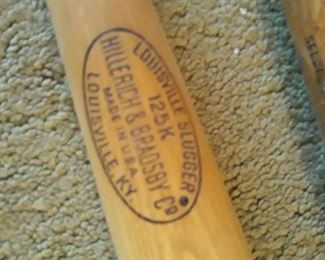 LOUISVILLE SLUGGER
125K
HILLERICH & BRADSBY Cº
MADE IN U.S.A.
LOUISVILLE, KY.